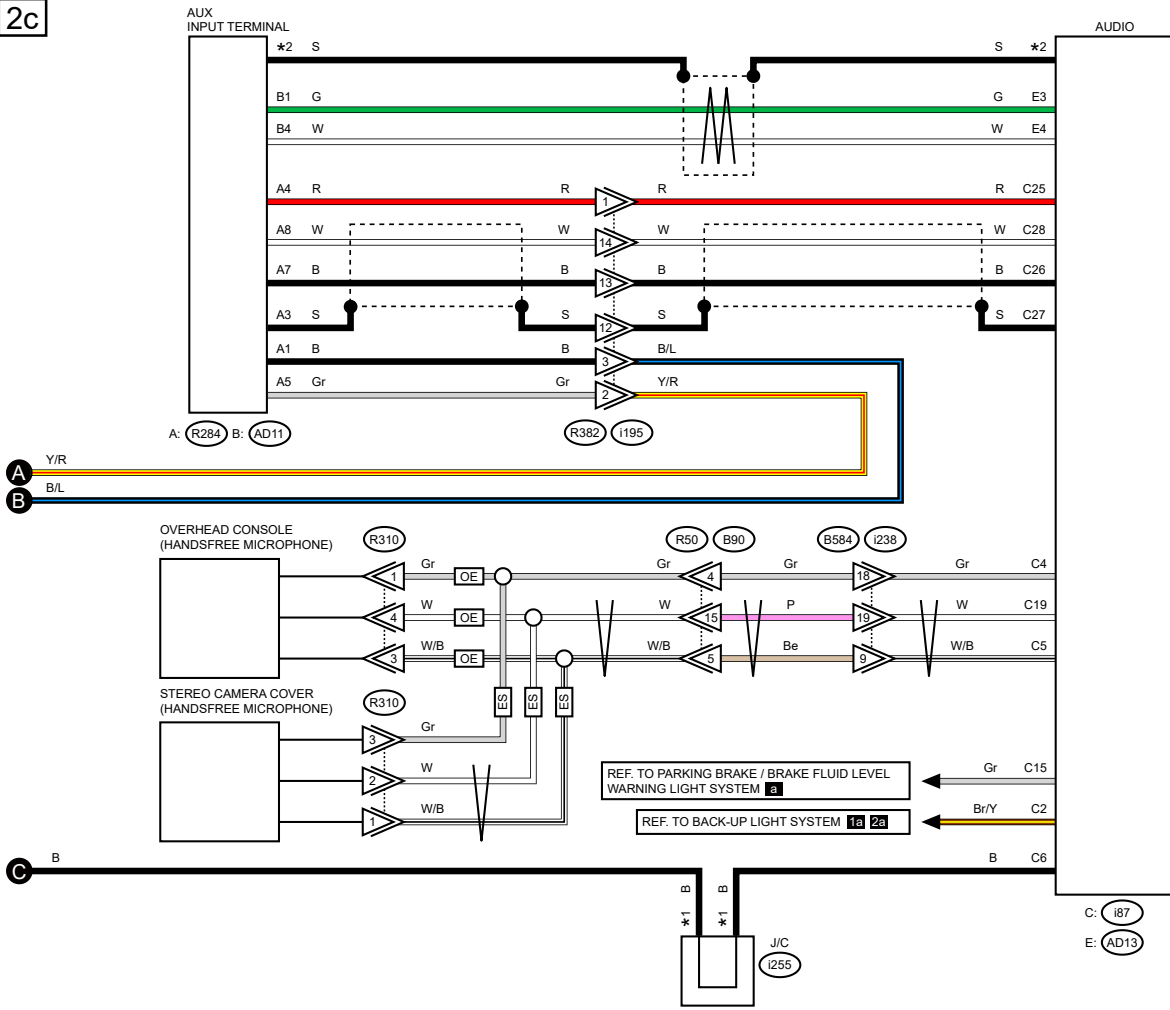 2c
AUX
INPUT TERMINAL
AUDIO
*2 S S *2
B1 G G E3
B4 W W E4
A4 R R 1 R R C25
A8 W W 14 W W C28
A7 B B 13 B B C26
A3 S S 12 S S C27
A1 B B 3 B/L
A5 Gr Gr 2 Y/R
A: R284 B: AD11
R382 i195
A Y/R
B B/L
OVERHEAD CONSOLE
(HANDSFREE MICROPHONE)
R310 R50 B90 B584 i238
1 Gr OE Gr 4 Gr 18 Gr C4
4 W OE W 15 P 19 W C19
3 W/B OE W/B 5 Be 9 W/B C5
ES ES ES
STEREO CAMERA COVER
(HANDSFREE MICROPHONE)
R310
3 Gr
2 W
1 W/B
REF. TO PARKING BRAKE / BRAKE FLUID LEVEL
WARNING LIGHT SYSTEM a
Gr C15
REF. TO BACK-UP LIGHT SYSTEM 1a 2a
Br/Y C2
C B B C6
*1 B *1 B
J/C
i255
C: i87
E: AD13